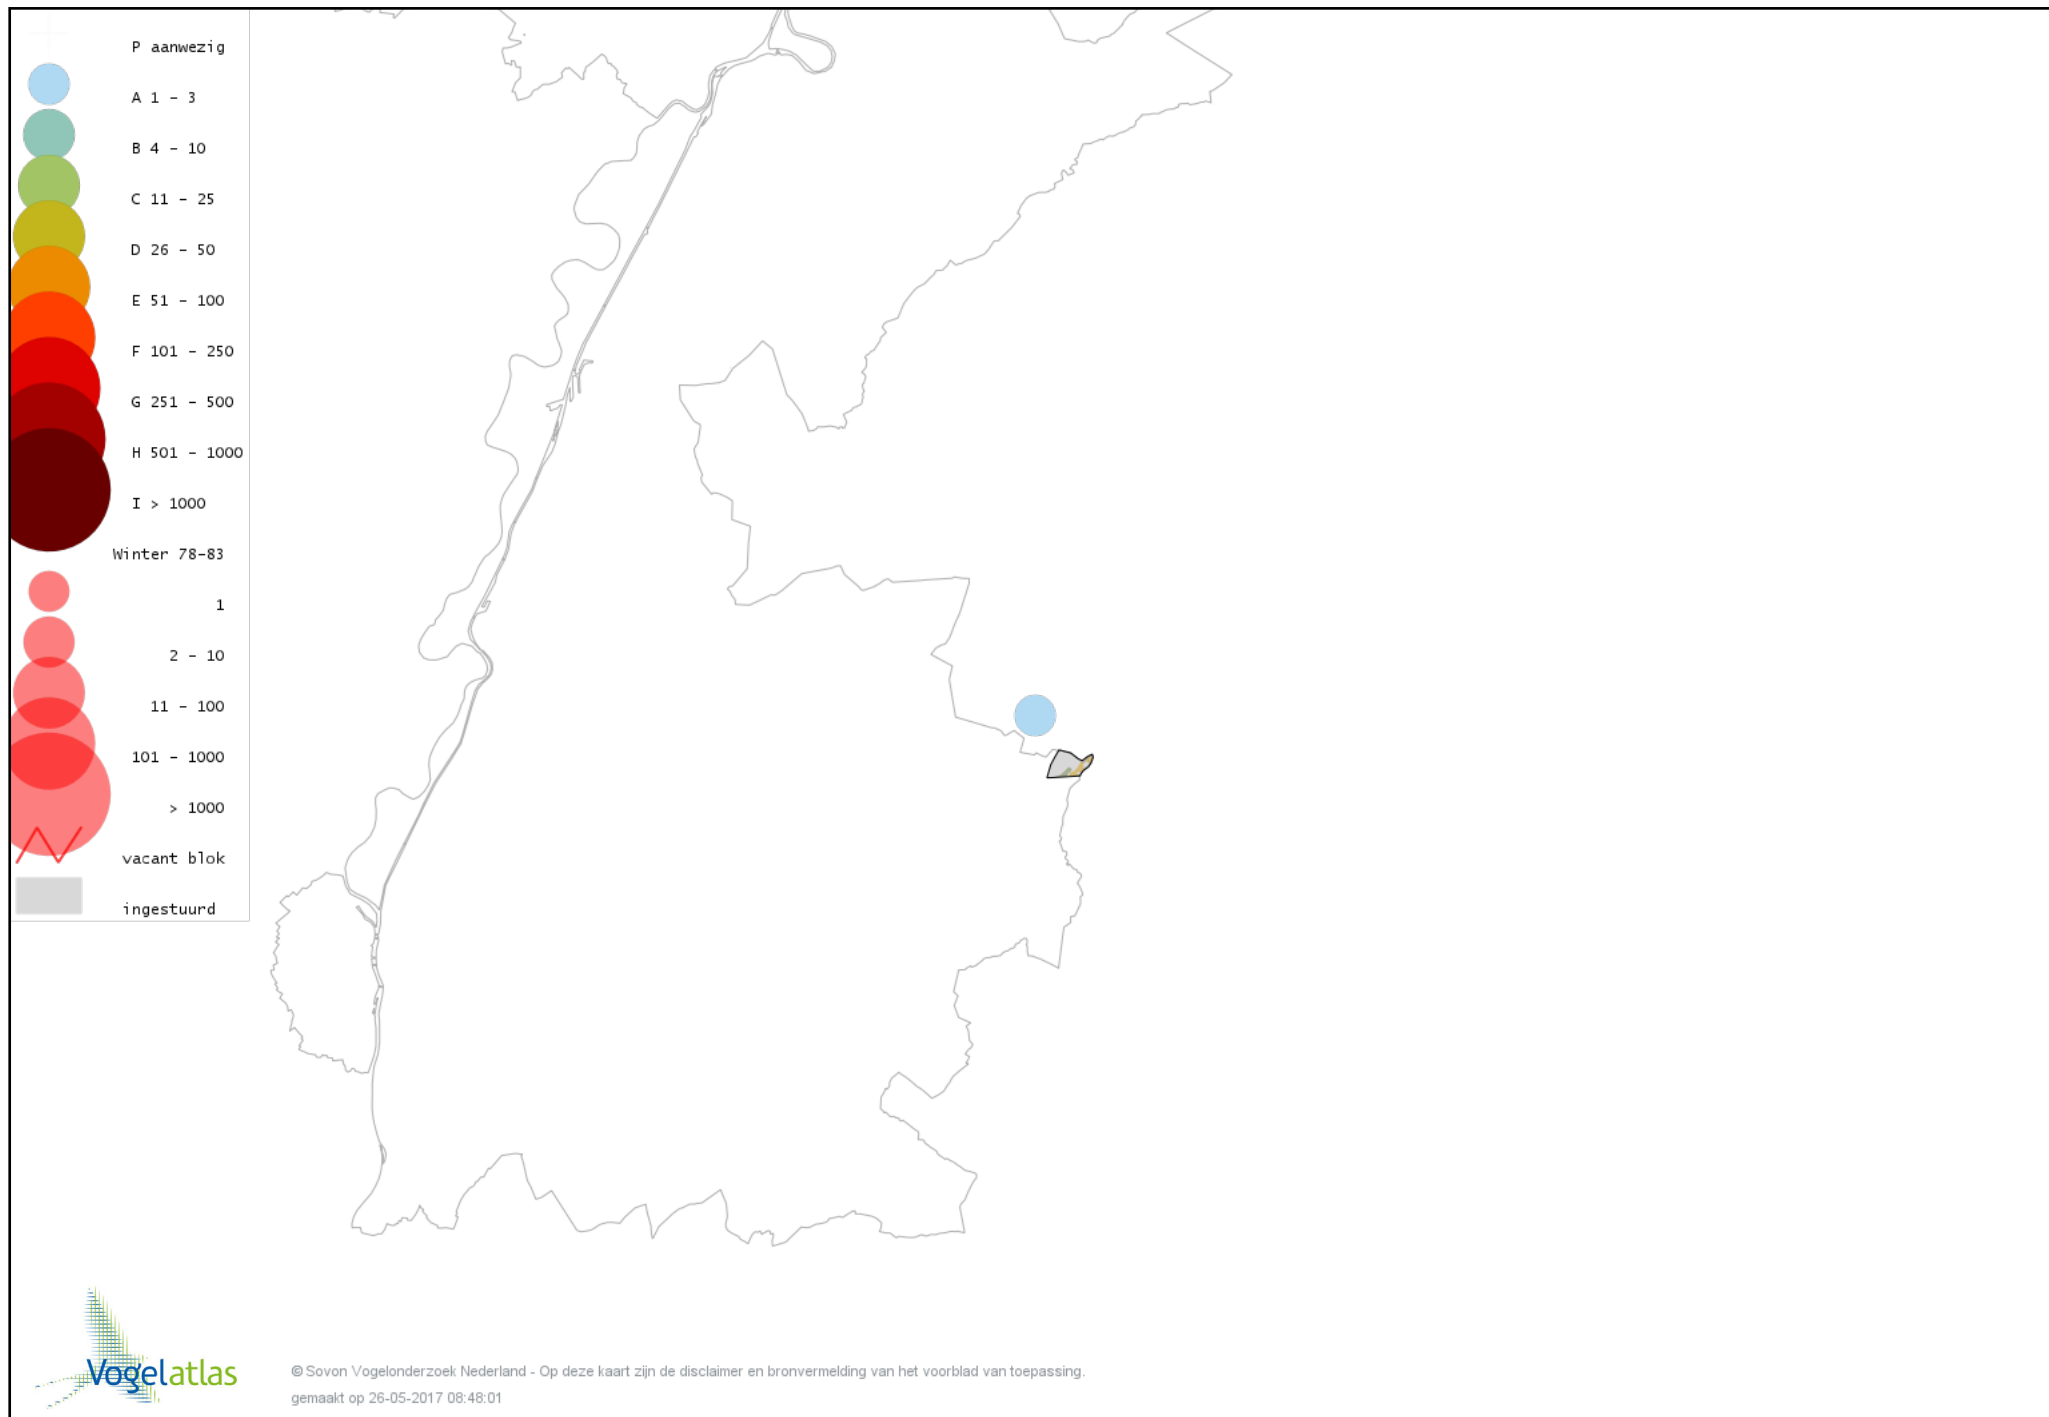 P aanwezig
A 1 - 3
B 4 - 10
C 11 - 25
D 26 - 50
E 51 - 100
F 101 - 250
G 251 - 500
H 501 - 1000
I > 1000
Winter 78-83
1
2 - 10
11 - 100
101 - 1000
> 1000
vacant blok
ingestuurd
Vogelatlas
© Sovon Vogelonderzoek Nederland - Op deze kaart zijn de disclaimer en bronvermelding van het voorblad van toepassing.
gemaakt op 26-05-2017 08:48:01